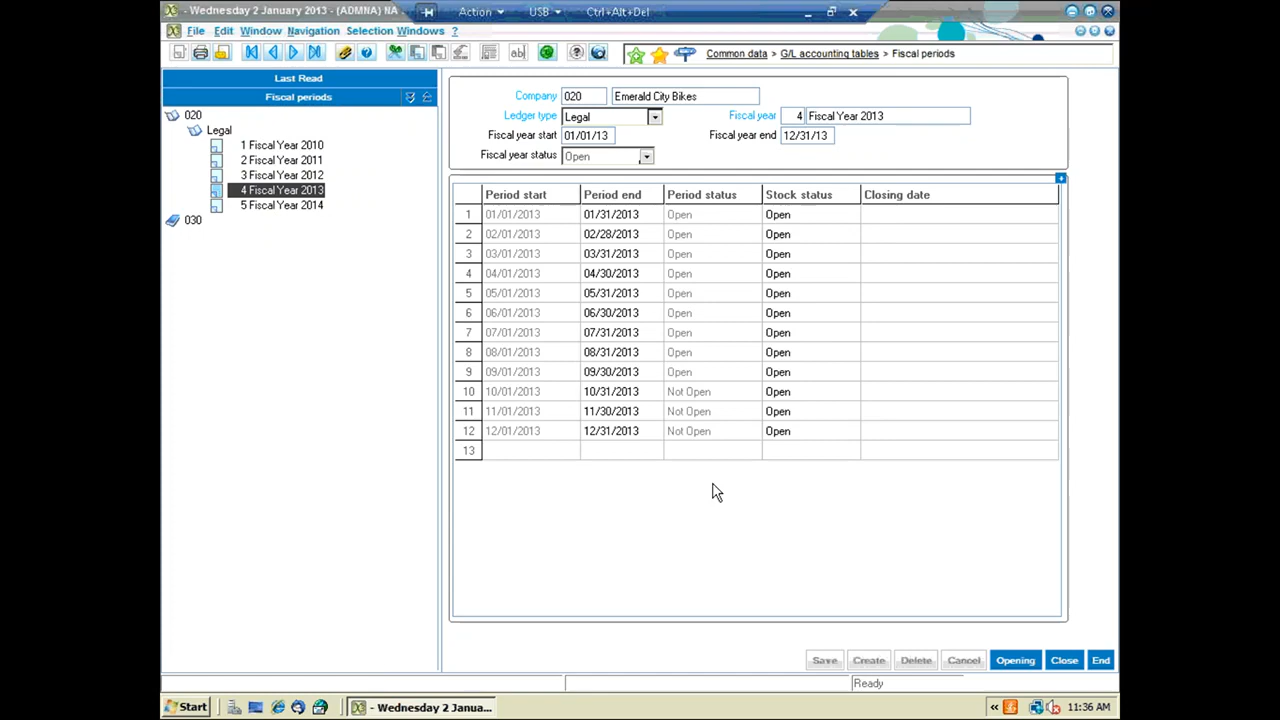 - Wednesday 2 January 2013 - (ADMNA) NA -
Action USB Ctrl+Alt+Del
File Edit Window Navigation Selection Windows ?
Common data > G/L accounting tables > Fiscal periods
Last Read
Fiscal periods
020
Legal
1 Fiscal Year 2010
2 Fiscal Year 2011
3 Fiscal Year 2012
4 Fiscal Year 2013
5 Fiscal Year 2014
030
Company 020 Emerald City Bikes
Ledger type Legal Fiscal year 4 Fiscal Year 2013
Fiscal year start 01/01/13 Fiscal year end 12/31/13
Fiscal year status Open
Period start Period end Period status Stock status Closing date
1 01/01/2013 01/31/2013 Open Open
2 02/01/2013 02/28/2013 Open Open
3 03/01/2013 03/31/2013 Open Open
4 04/01/2013 04/30/2013 Open Open
5 05/01/2013 05/31/2013 Open Open
6 06/01/2013 06/30/2013 Open Open
7 07/01/2013 07/31/2013 Open Open
8 08/01/2013 08/31/2013 Open Open
9 09/01/2013 09/30/2013 Open Open
10 10/01/2013 10/31/2013 Not Open Open
11 11/01/2013 11/30/2013 Not Open Open
12 12/01/2013 12/31/2013 Not Open Open
13
Save Create Delete Cancel Opening Close End
Ready
Start - Wednesday 2 Janua... « 11:36 AM